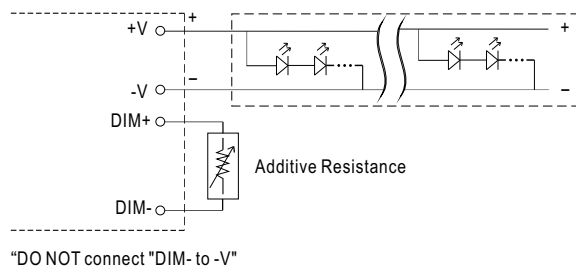 +V
+
+
-V
−
−
DIM+
Additive Resistance
DIM-
“DO NOT connect "DIM- to -V"